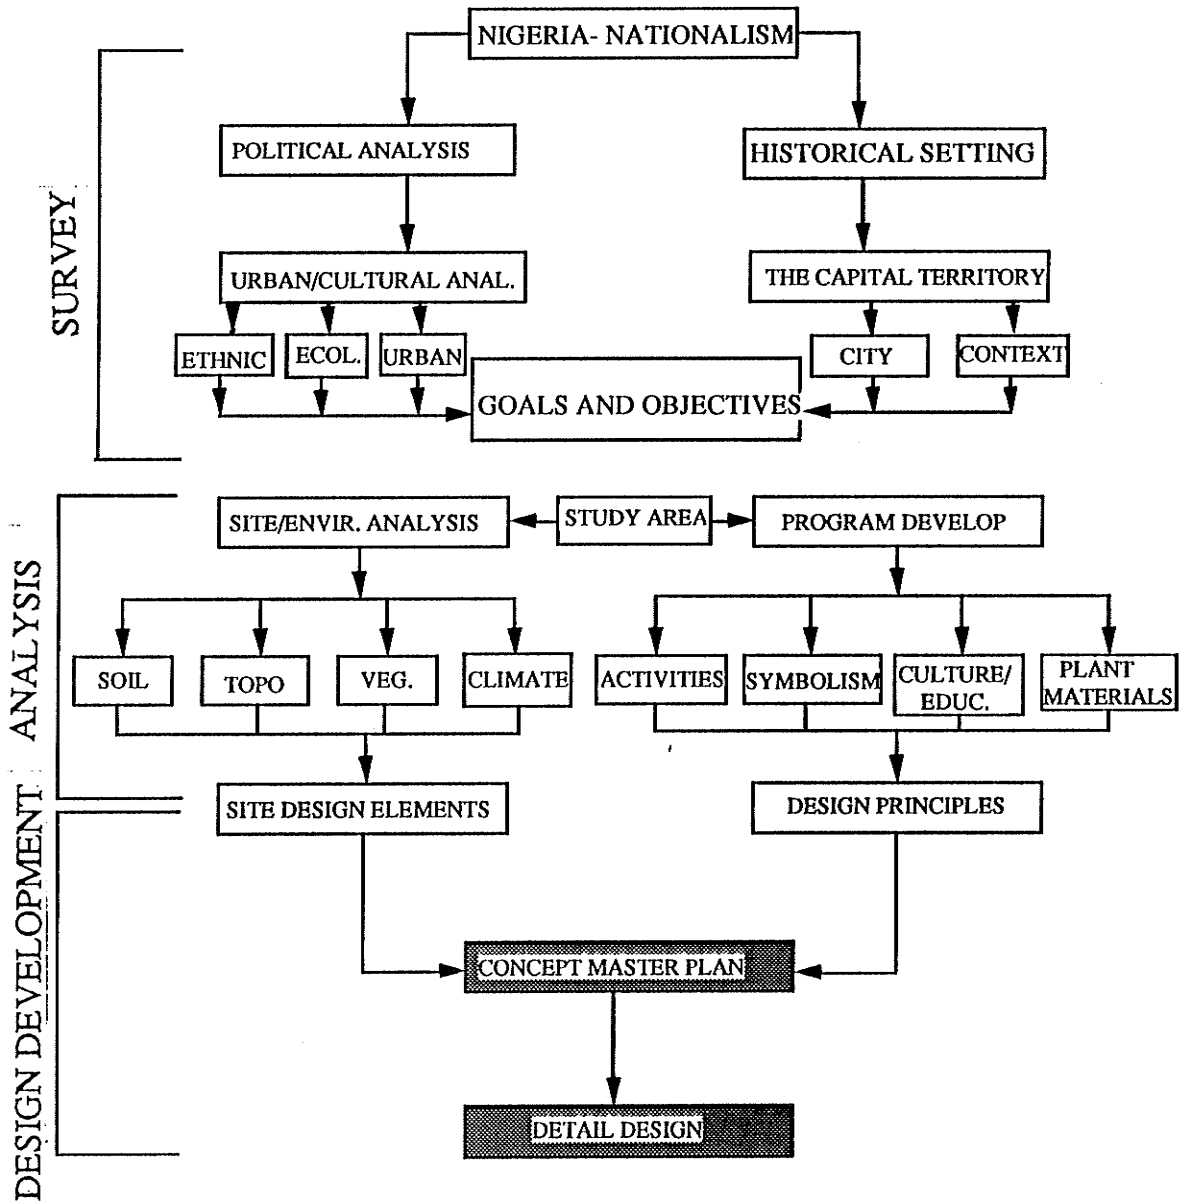 NIGERIA- NATIONALISM
POLITICAL ANALYSIS
HISTORICAL SETTING
SURVEY
URBAN/CULTURAL ANAL.
THE CAPITAL TERRITORY
ETHNIC
ECOL.
URBAN
CITY
CONTEXT
GOALS AND OBJECTIVES
ANALYSIS
SITE/ENVIR. ANALYSIS
STUDY AREA
PROGRAM DEVELOP
SOIL
TOPO
VEG.
CLIMATE
ACTIVITIES
SYMBOLISM
CULTURE/
EDUC.
PLANT
MATERIALS
SITE DESIGN ELEMENTS
DESIGN PRINCIPLES
DESIGN DEVELOPMENT
CONCEPT MASTER PLAN
DETAIL DESIGN